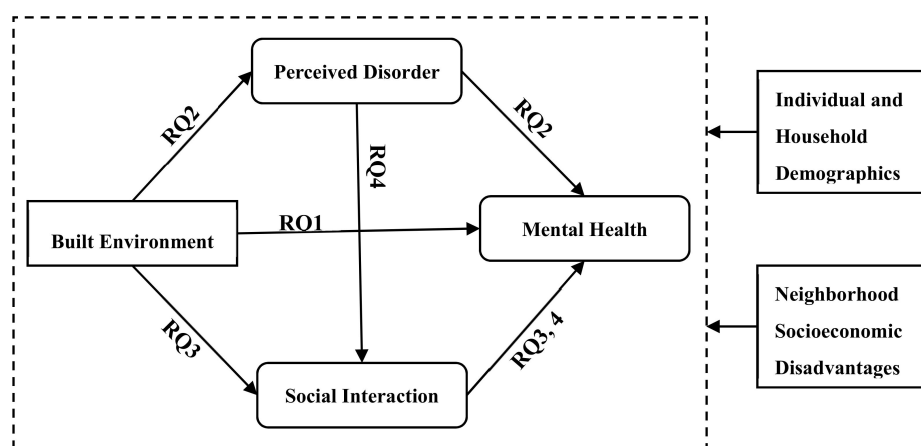 Perceived Disorder
RQ2
RQ2
RQ4
Individual and
Household
Demographics
Built Environment
RQ1
Mental Health
RQ3
RQ3, 4
Social Interaction
Neighborhood
Socioeconomic
Disadvantages